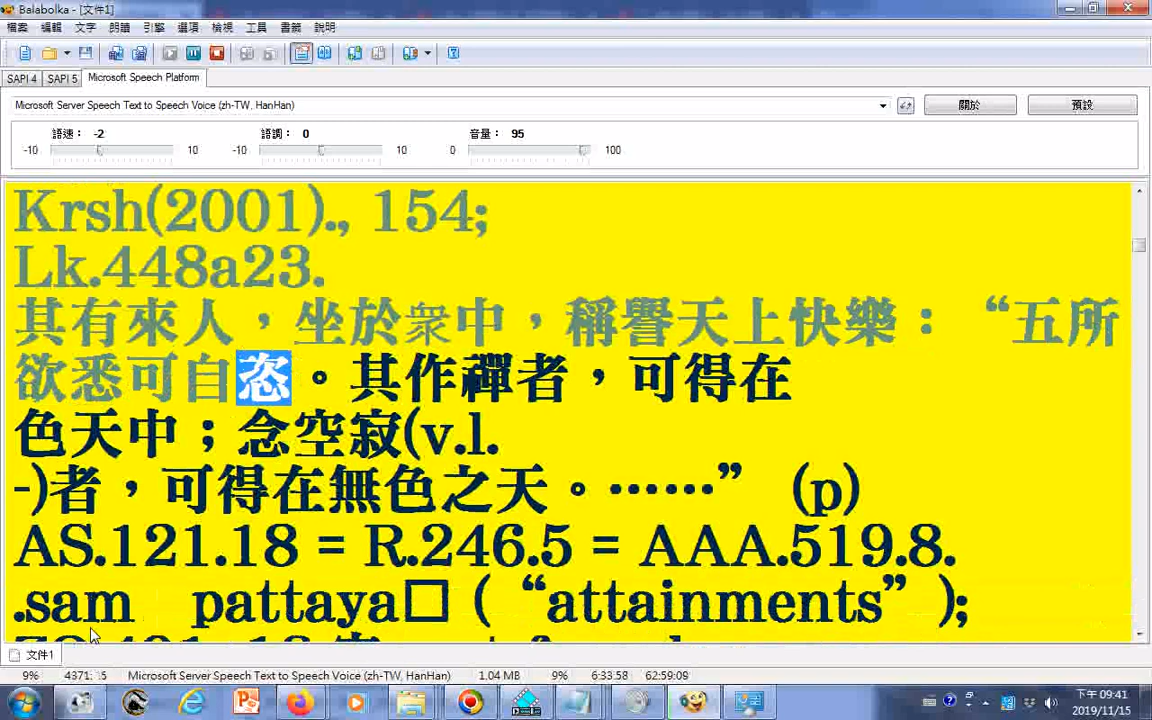 Balabolka - [文件1]
檔案 編輯 文字 朗讀 引擎 選項 檢視 工具 書籤 說明
SAPI 4 SAPI 5 Microsoft Speech Platform
Microsoft Server Speech Text to Speech Voice (zh-TW, HanHan) 關於 預設
語速： -2 語調： 0 音量： 95
-10 10 -10 10 0 100
Krsh(2001)., 154;
Lk.448a23.
其有來人，坐於衆中，稱譽天上快樂：“五所
欲悉可自恣。其作禪者，可得在
色天中；念空寂(v.l.
-)者，可得在無色之天。……” (p)
AS.121.18 = R.246.5 = AAA.519.8.
.sam pattaya□ (“attainments”);
文件1
9% Microsoft Server Speech Text to Speech Voice (zh-TW, HanHan) 1.04 MB 9% 6:33:58 62:59:09
下午 09:41
2019/11/15